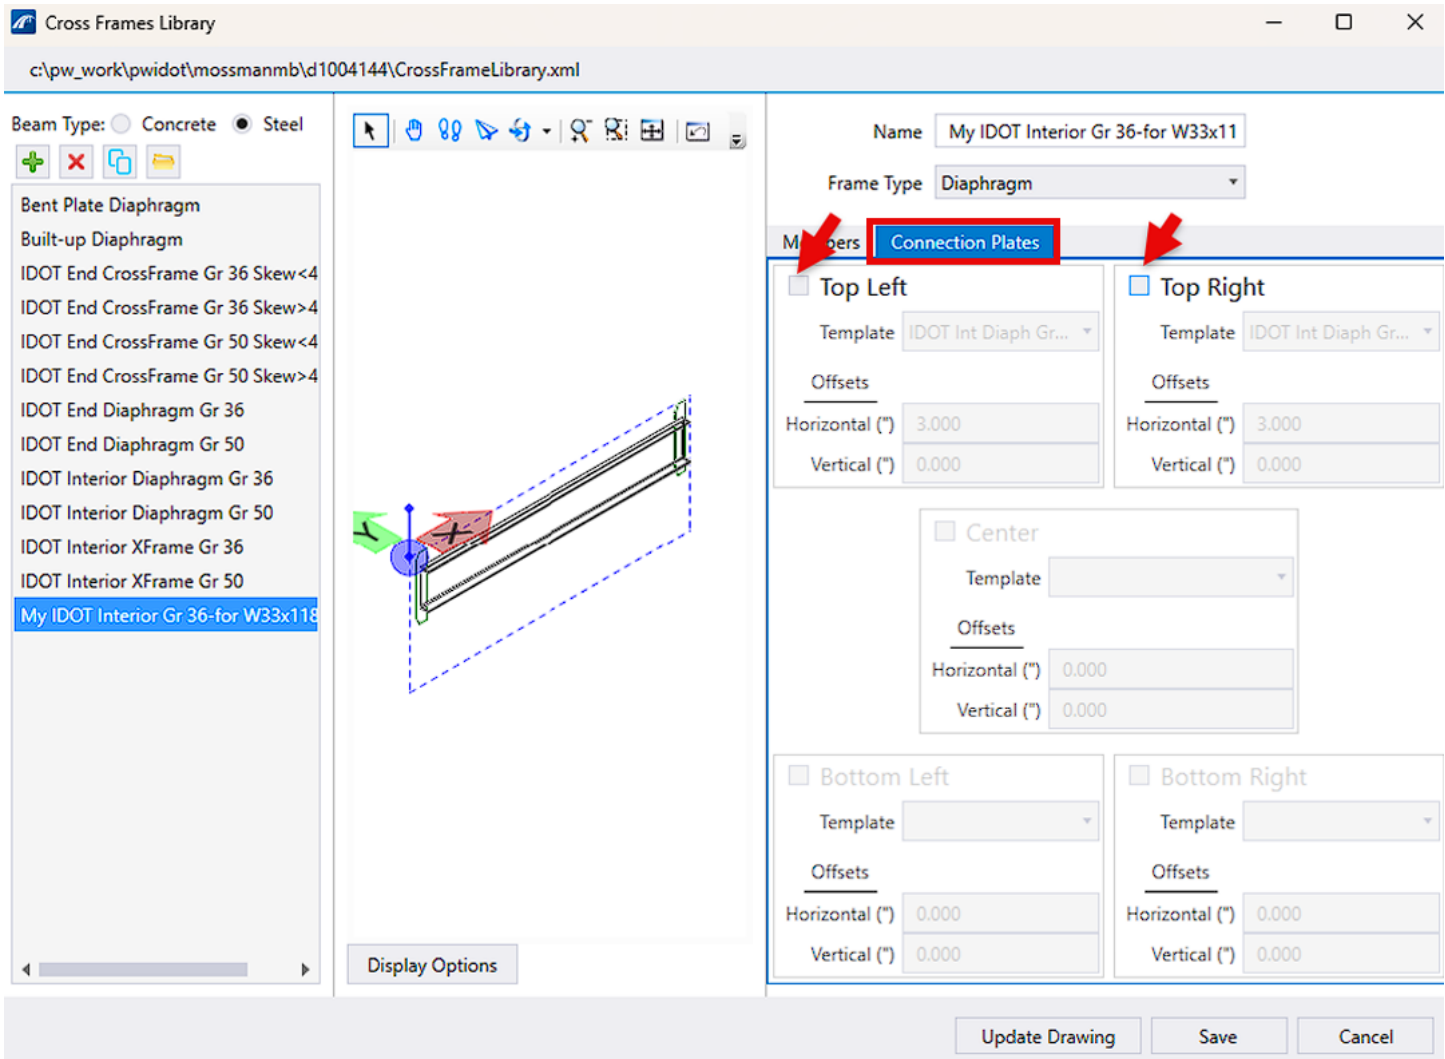 Cross Frames Library
c:\pw_work\pwidot\mossmanmb\d1004144\CrossFrameLibrary.xml
Beam Type: Concrete Steel
Bent Plate Diaphragm
Built-up Diaphragm
IDOT End CrossFrame Gr 36 Skew<4
IDOT End CrossFrame Gr 36 Skew>4
IDOT End CrossFrame Gr 50 Skew<4
IDOT End CrossFrame Gr 50 Skew>4
IDOT End Diaphragm Gr 36
IDOT End Diaphragm Gr 50
IDOT Interior Diaphragm Gr 36
IDOT Interior Diaphragm Gr 50
IDOT Interior XFrame Gr 36
IDOT Interior XFrame Gr 50
My IDOT Interior Gr 36-for W33x118
Y X
Display Options
Name My IDOT Interior Gr 36-for W33x11
Frame Type Diaphragm
Members Connection Plates
Top Left
Template IDOT Int Diaph Gr...
Offsets
Horizontal (") 3.000
Vertical (") 0.000
Top Right
Template IDOT Int Diaph Gr...
Offsets
Horizontal (") 3.000
Vertical (") 0.000
Center
Template
Offsets
Horizontal (") 0.000
Vertical (") 0.000
Bottom Left
Template
Offsets
Horizontal (") 0.000
Vertical (") 0.000
Bottom Right
Template
Offsets
Horizontal (") 0.000
Vertical (") 0.000
Update Drawing Save Cancel